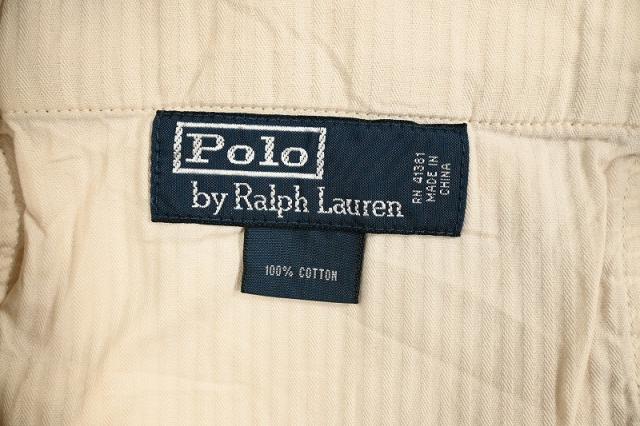 Polo
by Ralph Lauren
RN 41381
MADE IN
CHINA
100% COTTON